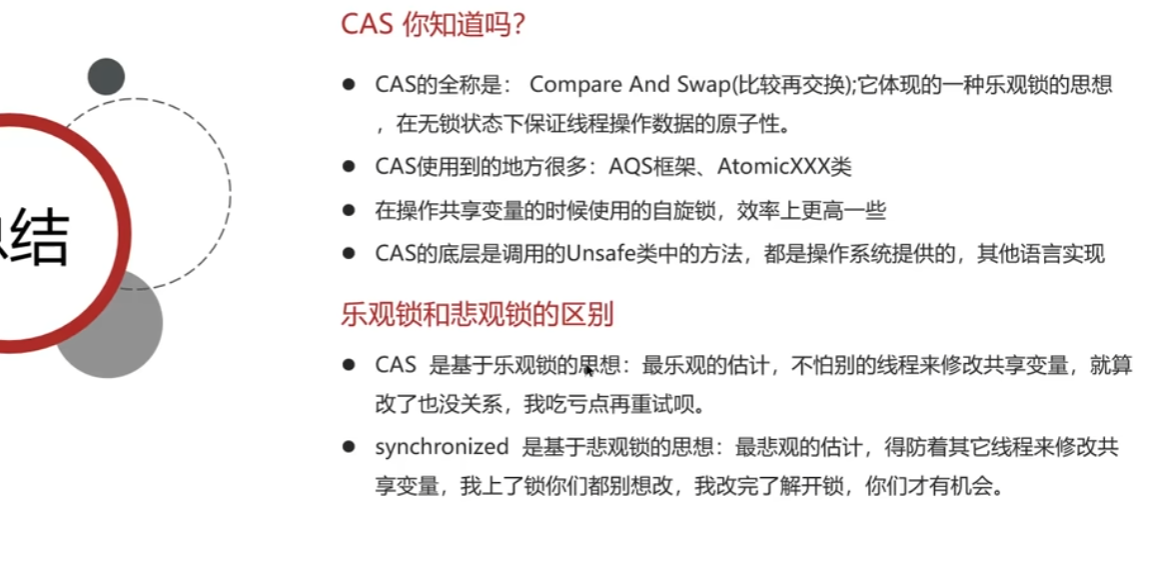 CAS 你知道吗?
● CAS的全称是： Compare And Swap(比较再交换);它体现的一种乐观锁的思想
，在无锁状态下保证线程操作数据的原子性。
● CAS使用到的地方很多：AQS框架、AtomicXXX类
● 在操作共享变量的时候使用的自旋锁，效率上更高一些
● CAS的底层是调用的Unsafe类中的方法，都是操作系统提供的，其他语言实现
结
乐观锁和悲观锁的区别
● CAS 是基于乐观锁的思想：最乐观的估计，不怕别的线程来修改共享变量，就算
改了也没关系，我吃亏点再重试呗。
● synchronized 是基于悲观锁的思想：最悲观的估计，得防着其它线程来修改共
享变量，我上了锁你们都别想改，我改完了解开锁，你们才有机会。